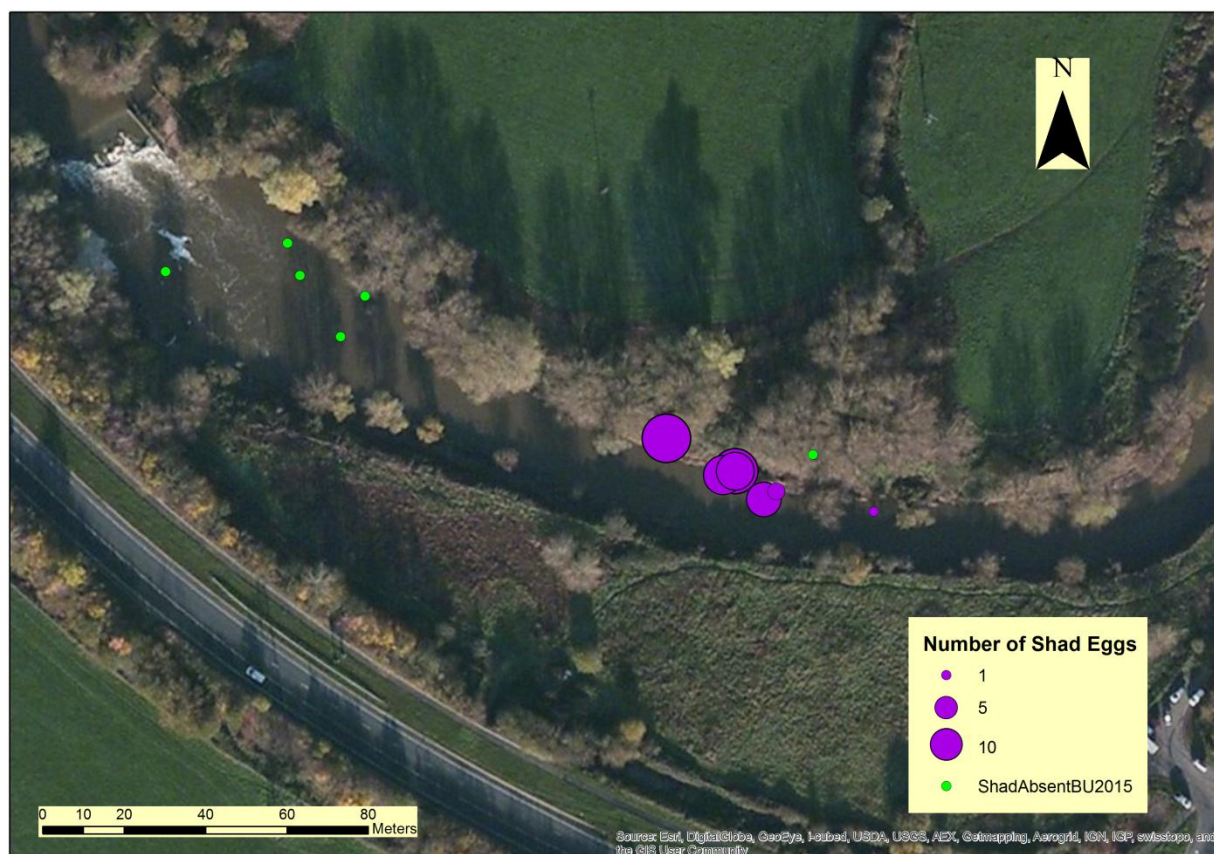 N
Number of Shad Eggs
1
5
10
ShadAbsentBU2015
0 10 20 40 60 80
Meters
Source: Esri, DigitalGlobe, GeoEye, i-cubed, USDA, USGS, AEX, Getmapping, Aerogrid, IGN, IGP, swisstopo, and
the GIS User Community